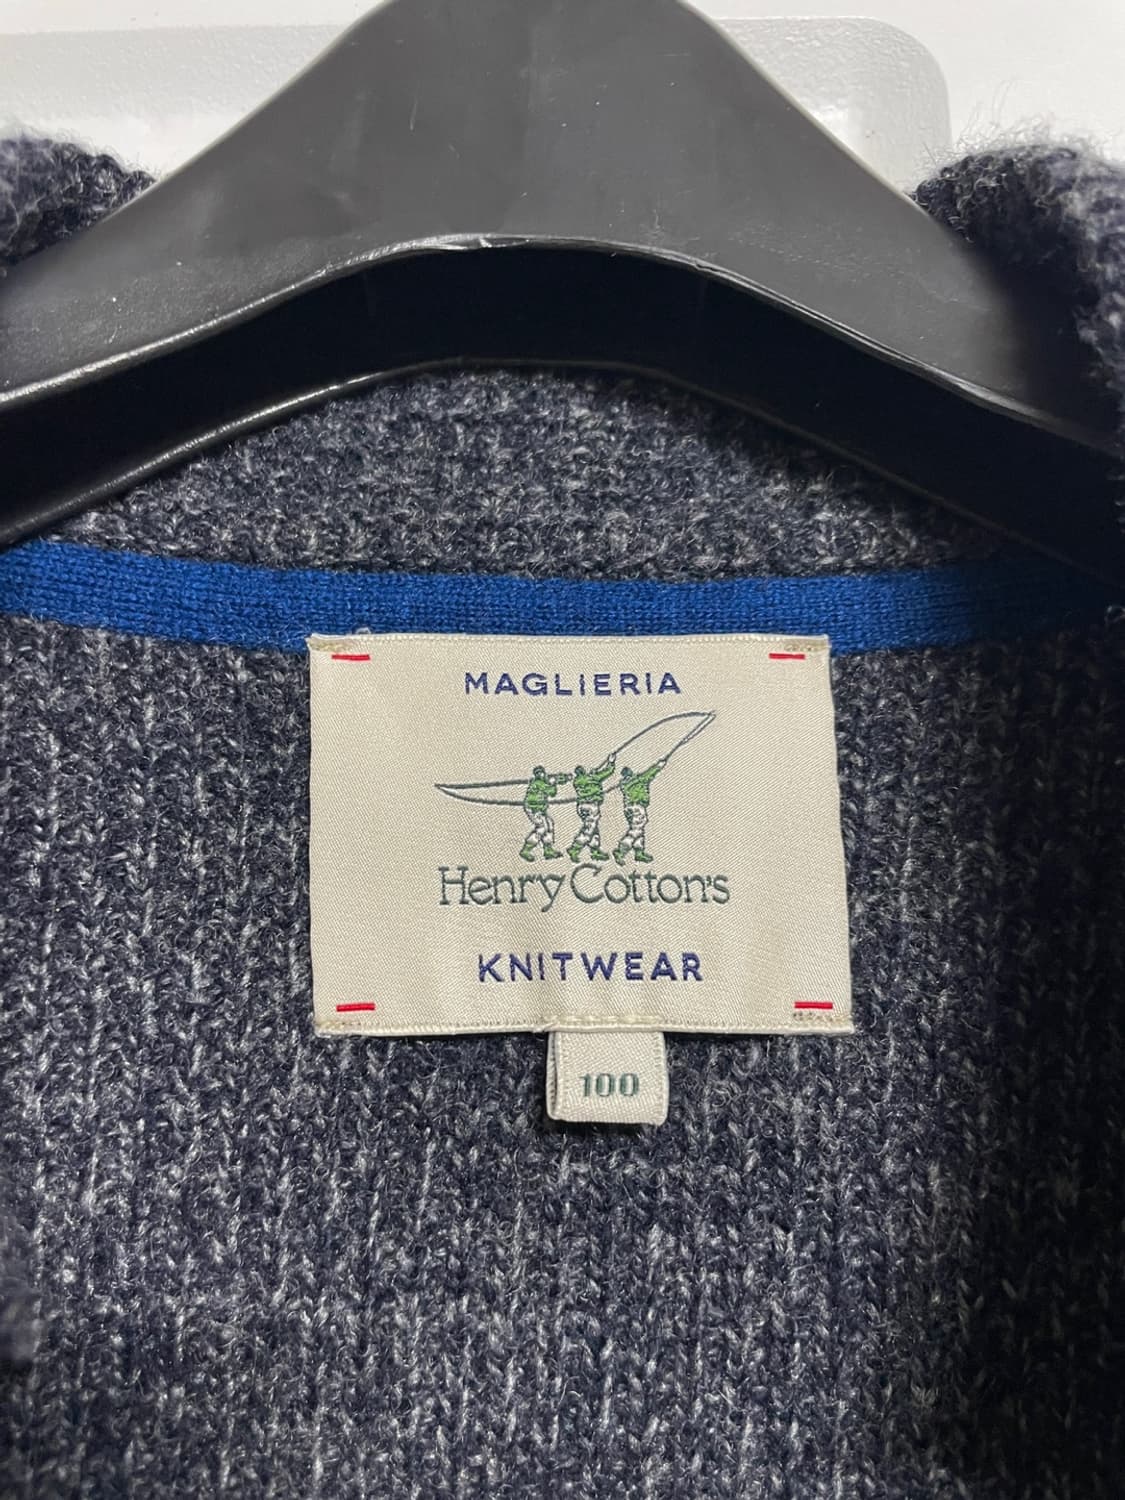 MAGLIERIA
Henry Cotton's
KNITWEAR
100